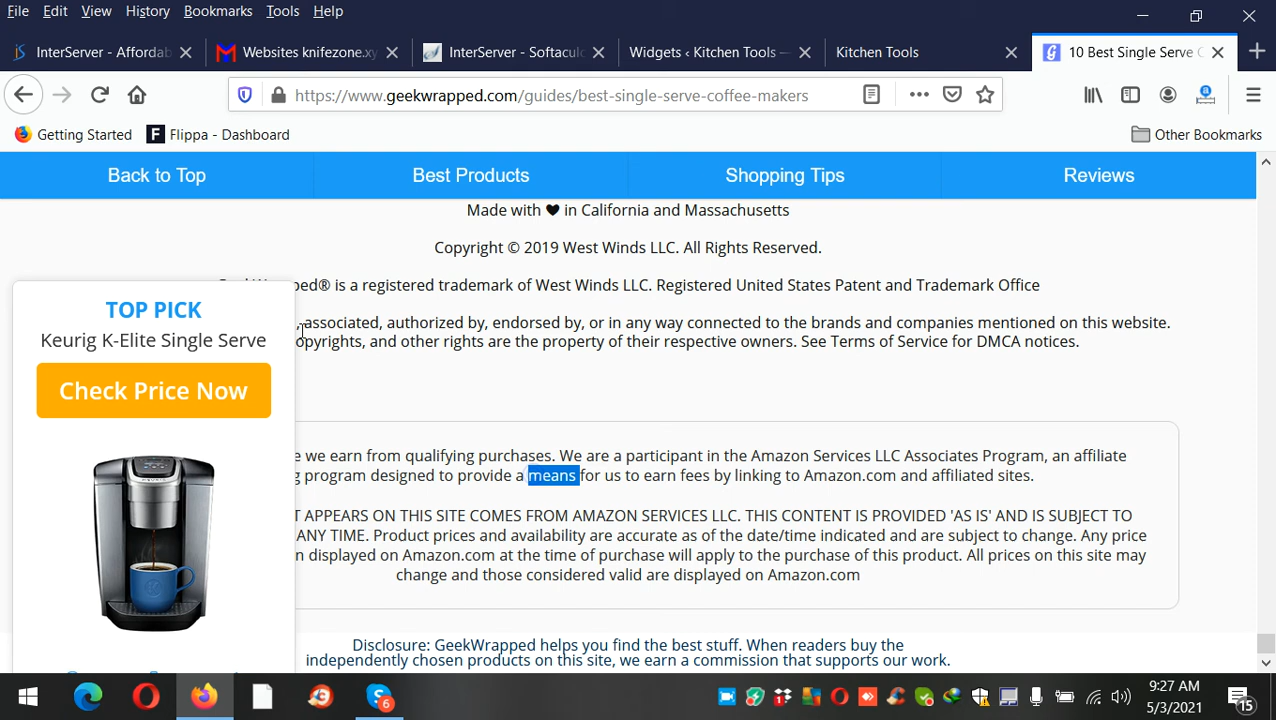 File Edit View History Bookmarks Tools Help
InterServer - Affordab
Websites knifezone.xy
InterServer - Softacul
Widgets ‹ Kitchen Tools —
Kitchen Tools
10 Best Single Serve C
https://www.geekwrapped.com/guides/best-single-serve-coffee-makers
Getting Started
Flippa - Dashboard
Other Bookmarks
Back to Top
Best Products
Shopping Tips
Reviews
Made with ❤ in California and Massachusetts
Copyright © 2019 West Winds LLC. All Rights Reserved.
ped® is a registered trademark of West Winds LLC. Registered United States Patent and Trademark Office
, associated, authorized by, endorsed by, or in any way connected to the brands and companies mentioned on this website.
opyrights, and other rights are the property of their respective owners. See Terms of Service for DMCA notices.
TOP PICK
Keurig K-Elite Single Serve
Check Price Now
e we earn from qualifying purchases. We are a participant in the Amazon Services LLC Associates Program, an affiliate
g program designed to provide a means for us to earn fees by linking to Amazon.com and affiliated sites.
T APPEARS ON THIS SITE COMES FROM AMAZON SERVICES LLC. THIS CONTENT IS PROVIDED 'AS IS' AND IS SUBJECT TO
ANY TIME. Product prices and availability are accurate as of the date/time indicated and are subject to change. Any price
n displayed on Amazon.com at the time of purchase will apply to the purchase of this product. All prices on this site may
change and those considered valid are displayed on Amazon.com
Disclosure: GeekWrapped helps you find the best stuff. When readers buy the
independently chosen products on this site, we earn a commission that supports our work.
6
9:27 AM
5/3/2021
15